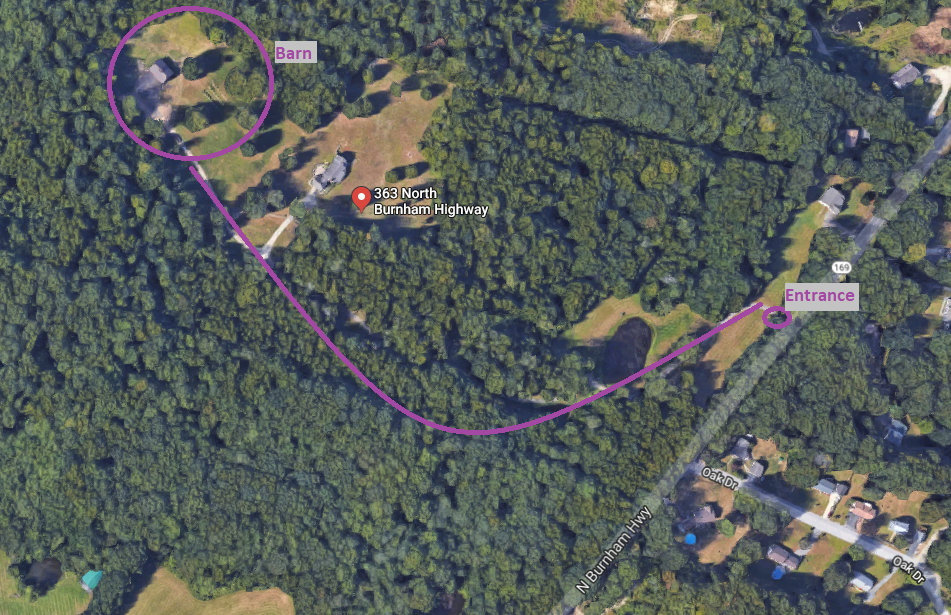 Barn
363 North
Burnham Highway
169
Entrance
Oak Dr
N Burnham Hwy
Oak Dr